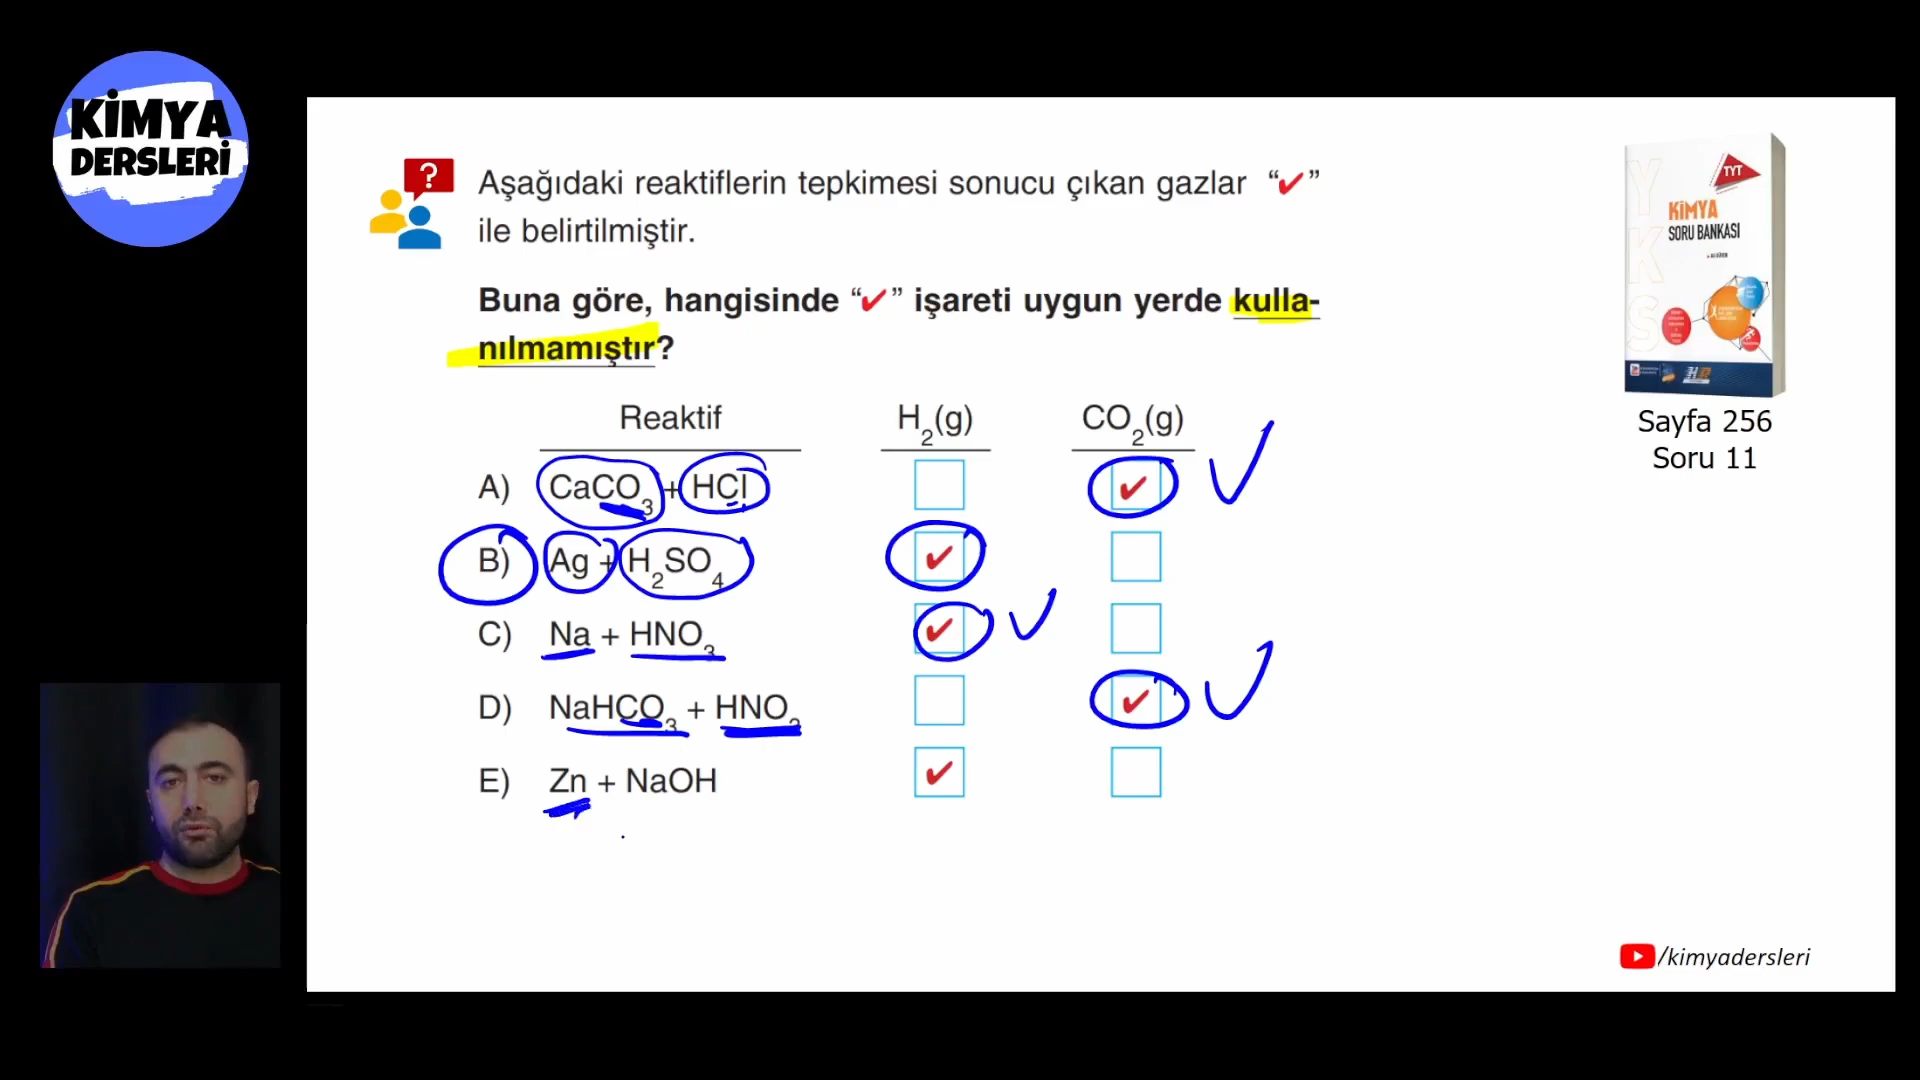 KİMYA
DERSLERİ
?
Aşağıdaki reaktiflerin tepkimesi sonucu çıkan gazlar “✔”
ile belirtilmiştir.
Buna göre, hangisinde “✔” işareti uygun yerde kulla-
nılmamıştır?
Reaktif H₂(g) CO₂(g)
A) CaCO₃ + HCl ✔
B) Ag + H₂SO₄ ✔
C) Na + HNO₃ ✔
D) NaHCO₃ + HNO₃ ✔
E) Zn + NaOH ✔
YKS
TYT
KİMYA
SORU BANKASI
Sayfa 256
Soru 11
/kimyadersleri